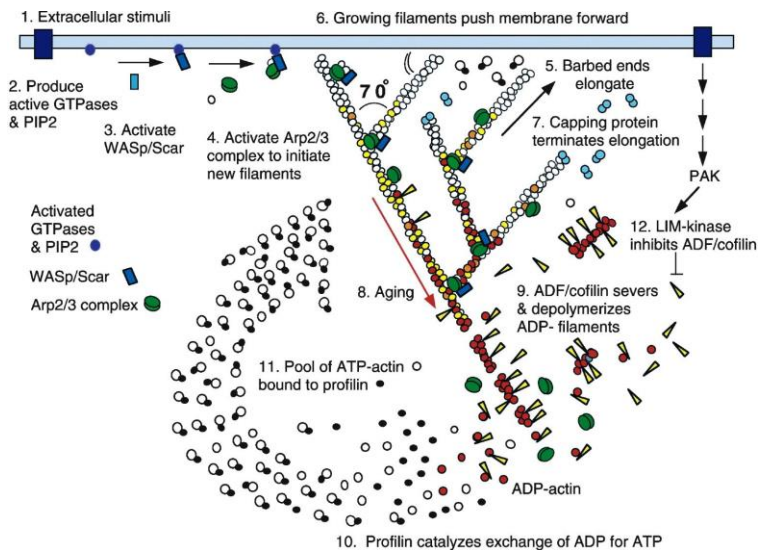 1. Extracellular stimuli
6. Growing filaments push membrane forward
2. Produce
active GTPases
& PIP2
3. Activate
WASp/Scar
4. Activate Arp2/3
complex to initiate
new filaments
70°
5. Barbed ends
elongate
7. Capping protein
terminates elongation
PAK
12. LIM-kinase
inhibits ADF/cofilin
Activated
GTPases
& PIP2
WASp/Scar
Arp2/3 complex
8. Aging
9. ADF/cofilin severs
& depolymerizes
ADP- filaments
11. Pool of ATP-actin
bound to profilin
ADP-actin
10. Profilin catalyzes exchange of ADP for ATP